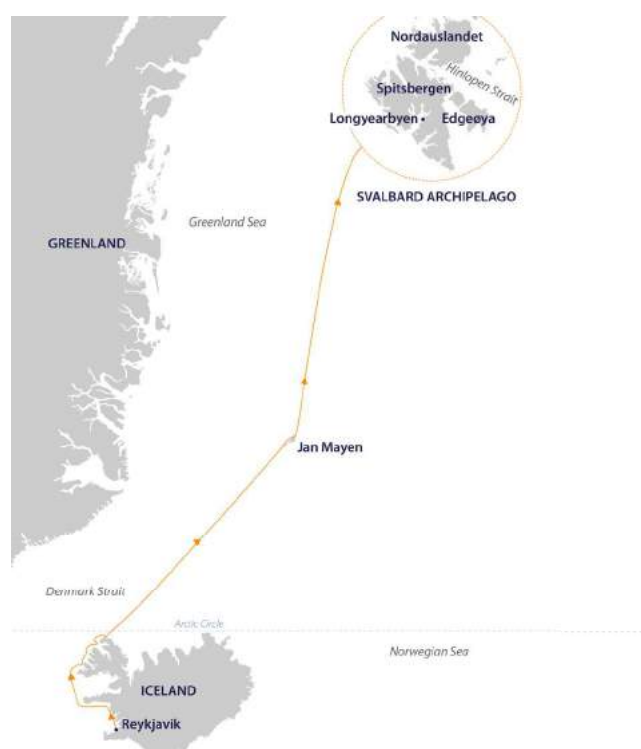 Nordauslandet
Hinlopen Strait
Spitsbergen
Longyearbyen
Edgeøya
SVALBARD ARCHIPELAGO
Greenland Sea
GREENLAND
Jan Mayen
Denmark Strait
Arctic Circle
Norwegian Sea
ICELAND
Reykjavik